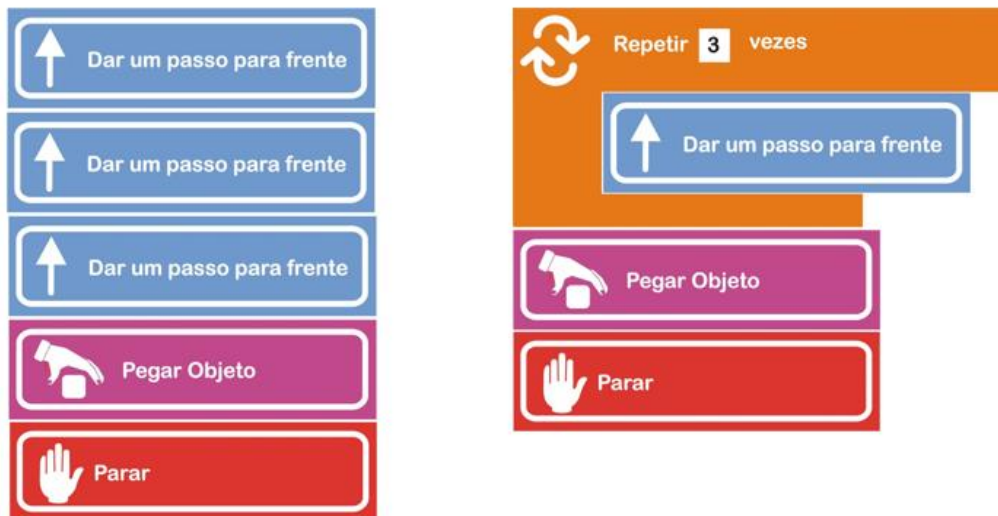 Dar um passo para frente
Dar um passo para frente
Dar um passo para frente
Pegar Objeto
Parar
Repetir 3 vezes
Dar um passo para frente
Pegar Objeto
Parar